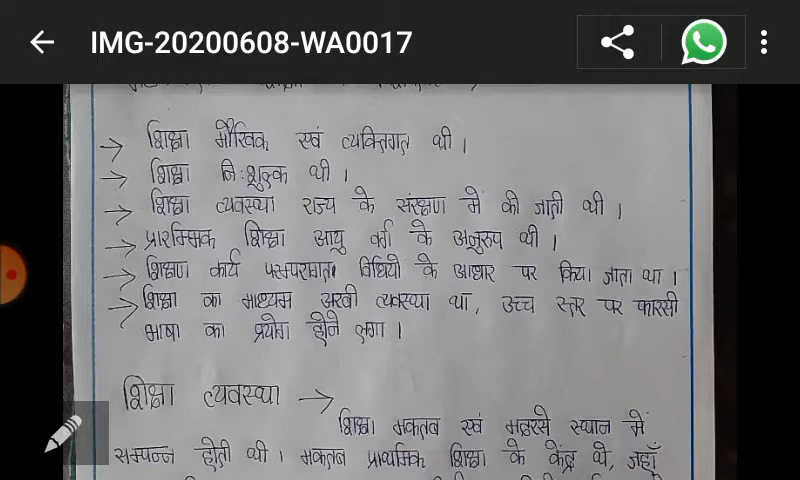 IMG-20200608-WA0017
→ शिक्षा मौखिक एवं व्यक्तिगत थी।
→ शिक्षा निःशुल्क थी।
→ शिक्षा व्यवस्था राज्य के संरक्षण में की जाती थी।
→ प्रारम्मिक शिक्षा आयु वर्ग के अनुरूप थी।
→ शिक्षण कार्य परम्परागत विधियो के आधार पर किया जाता था।
→ शिक्षा का माध्यम अरबी व्यवस्था था, उच्च स्तर पर फारसी
भाषा का प्रयोग होने लगा।
शिक्षा व्यवस्था →
शिक्षा मकतब एवं मदरसे स्थान में
सम्पन्न होती थी। मकतब प्राथमिक शिक्षा के केंद्र थे, जहाँ